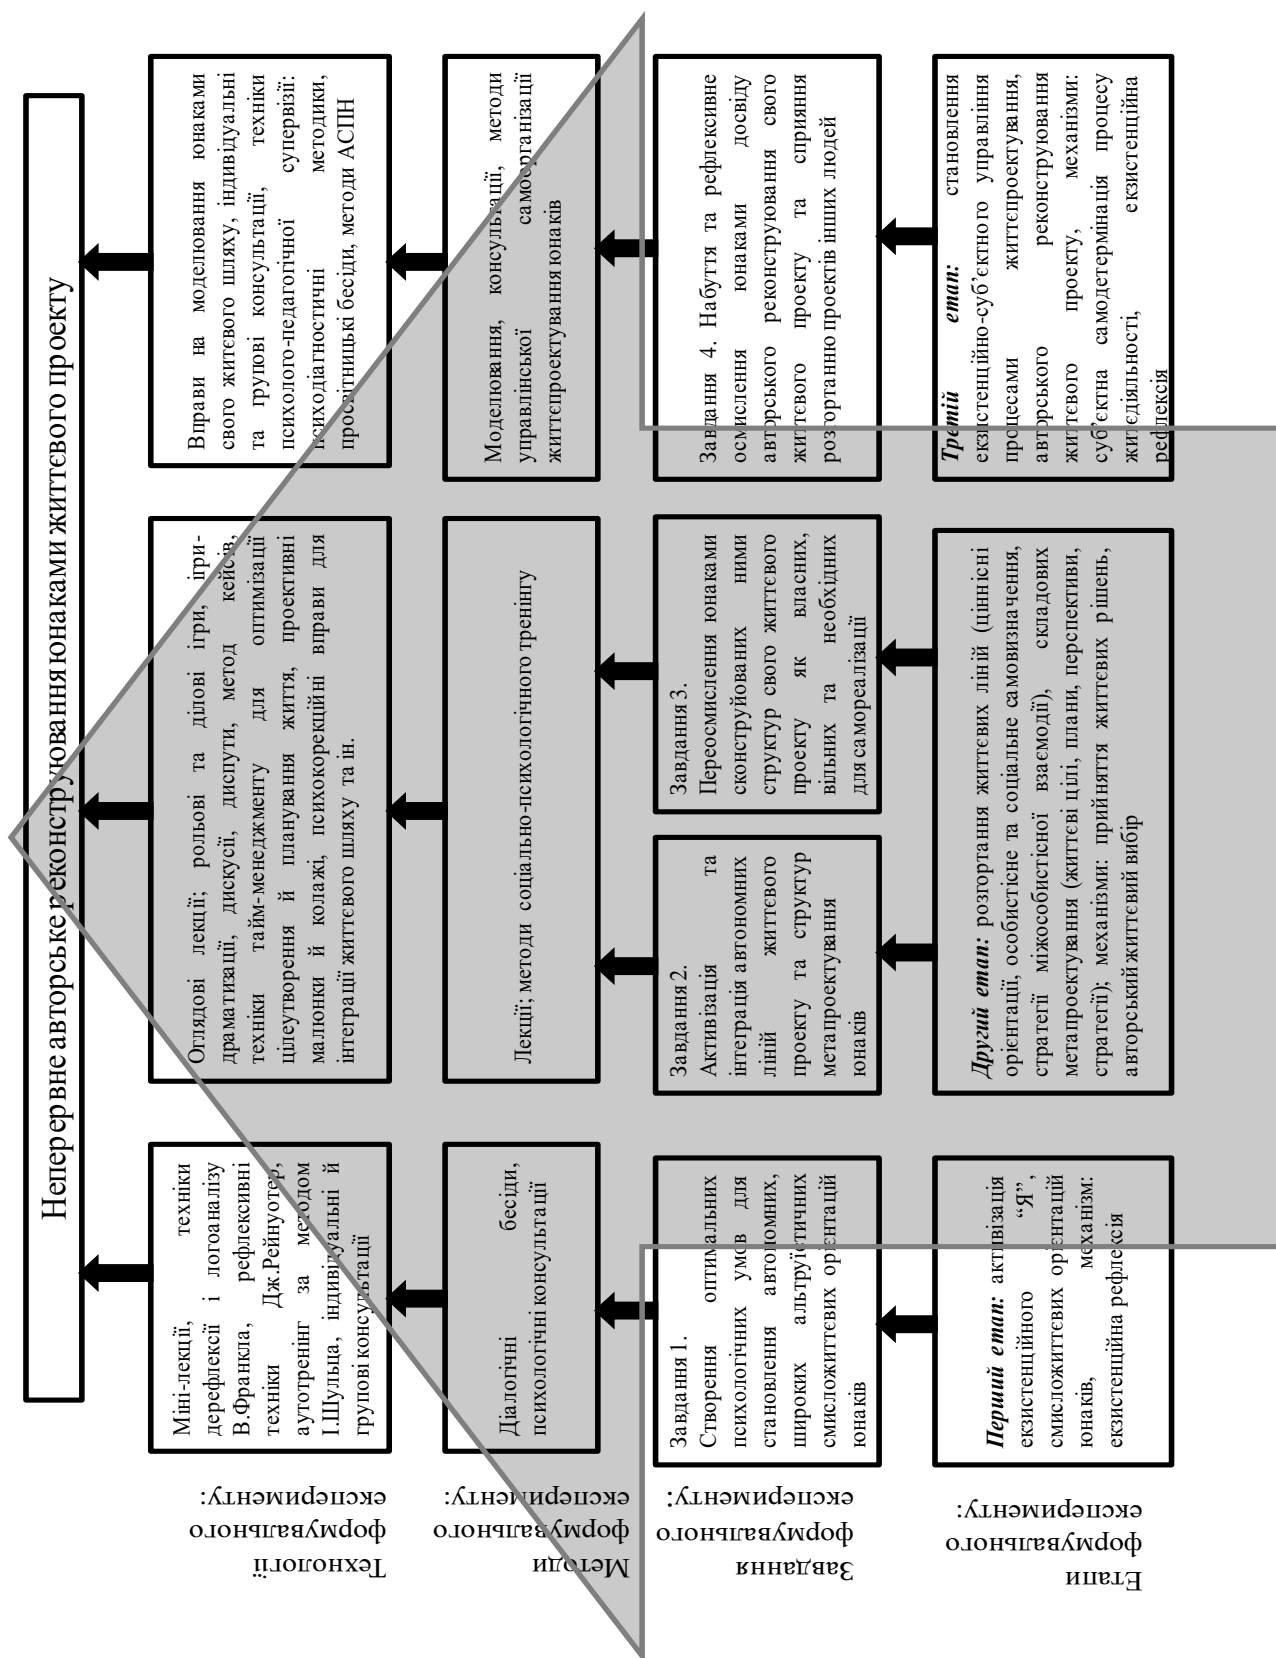 Неперервне авторське реконструювання юнаками життєвого проекту
Технології
формувального
експерименту:
Міні-лекції, техніки
дерефлексії і логоаналізу
В.Франкла, рефлексивні
техніки Дж.Рейнуотер,
аутотренінг за методом
І.Шульца, індивідуальні й
групові консультації
Оглядові лекції; рольові та ділові ігри, ігри-
драматизації, дискусії, диспути, метод кейсів,
техніки тайм-менеджменту для оптимізації
цілеутворення й планування життя, проективні
малюнки й колажі, психокорекційні вправи для
інтеграції життєвого шляху та ін.
Вправи на моделювання юнаками
свого житєвого шляху, індивідуальні
та групові консультації, техніки
психолого-педагогічної супервізії:
психодіагностичні методики,
просвітницькі бесіди, методи АСПН
Методи
формувального
експерименту:
Діалогічні бесіди,
психологічні консультації
Лекції; методи соціально-психологічного тренінгу
Моделювання, консультації, методи
управлінської самоорганізації
життєпроектування юнаків
Завдання
формувального
експерименту:
Завдання 1.
Створення оптимальних
психологічних умов для
становлення автономних,
широких альтруїстичних
смисложиттєвих орієнтацій
юнаків
Завдання 2.
Активізація та
інтеграція автономних
ліній життєвого
проекту та структур
метапроектування
юнаків
Завдання 3.
Переосмислення юнаками
сконструйованих ними
структур свого життєвого
проекту як власних,
вільних та необхідних
для самореалізації
Завдання 4. Набуття та рефлексивне
осмислення юнаками досвіду
авторського реконструювання свого
життєвого проекту та сприяння
розгортанню проектів інших людей
Етапи
формувального
експерименту:
Перший етап: активізація
екзистенційного “Я”,
смисложиттєвих орієнтацій
юнаків, механізм:
екзистенційна рефлексія
Другий етап: розгортання життєвих ліній (ціннісні
орієнтації, особистісне та соціальне самовизначення,
стратегії міжособистісної взаємодії), складових
метапроектування (життєві цілі, плани, перспективи,
стратегії); механізми: прийняття життєвих рішень,
авторський життєвий вибір
Третій етап: становлення
екзистенційно-суб’єктного управління
процесами життєпроектування,
авторського реконструювання
життєвого проекту, механізми:
суб’єктна самодетермінація процесу
житєдіяльності, екзистенційна
рефлексія